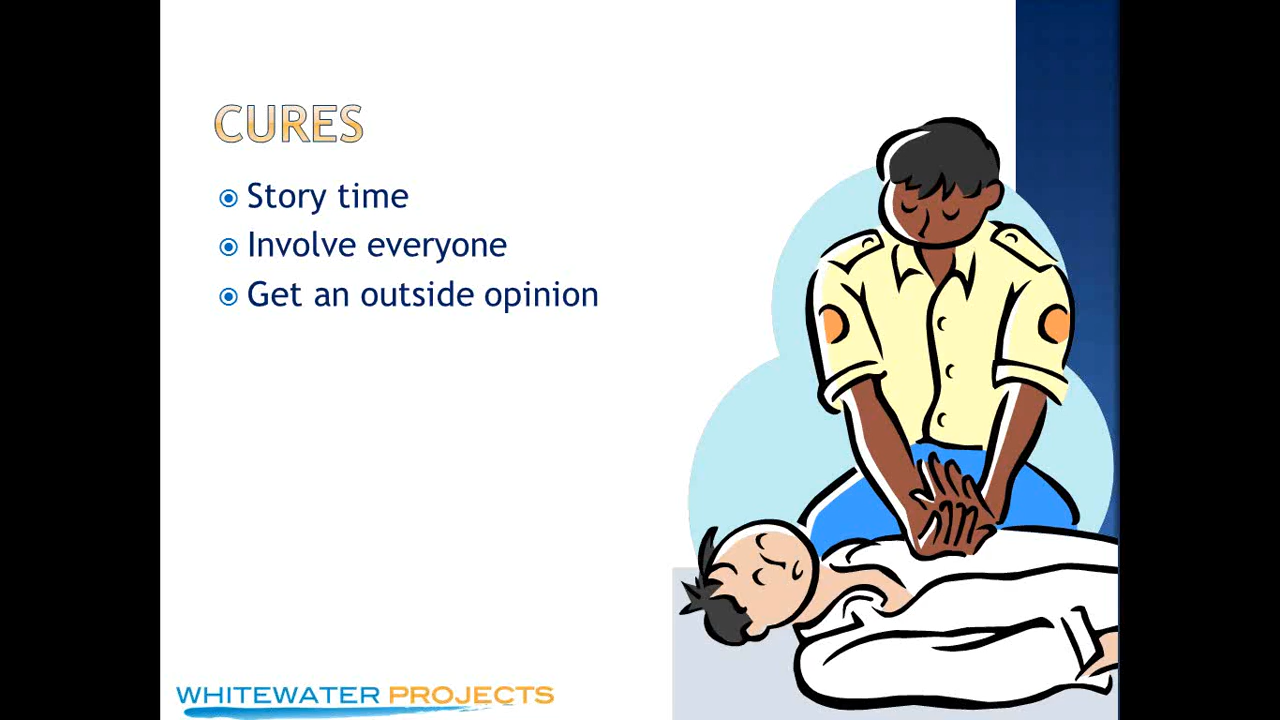 CURES
Story time
Involve everyone
Get an outside opinion
WHITEWATER PROJECTS